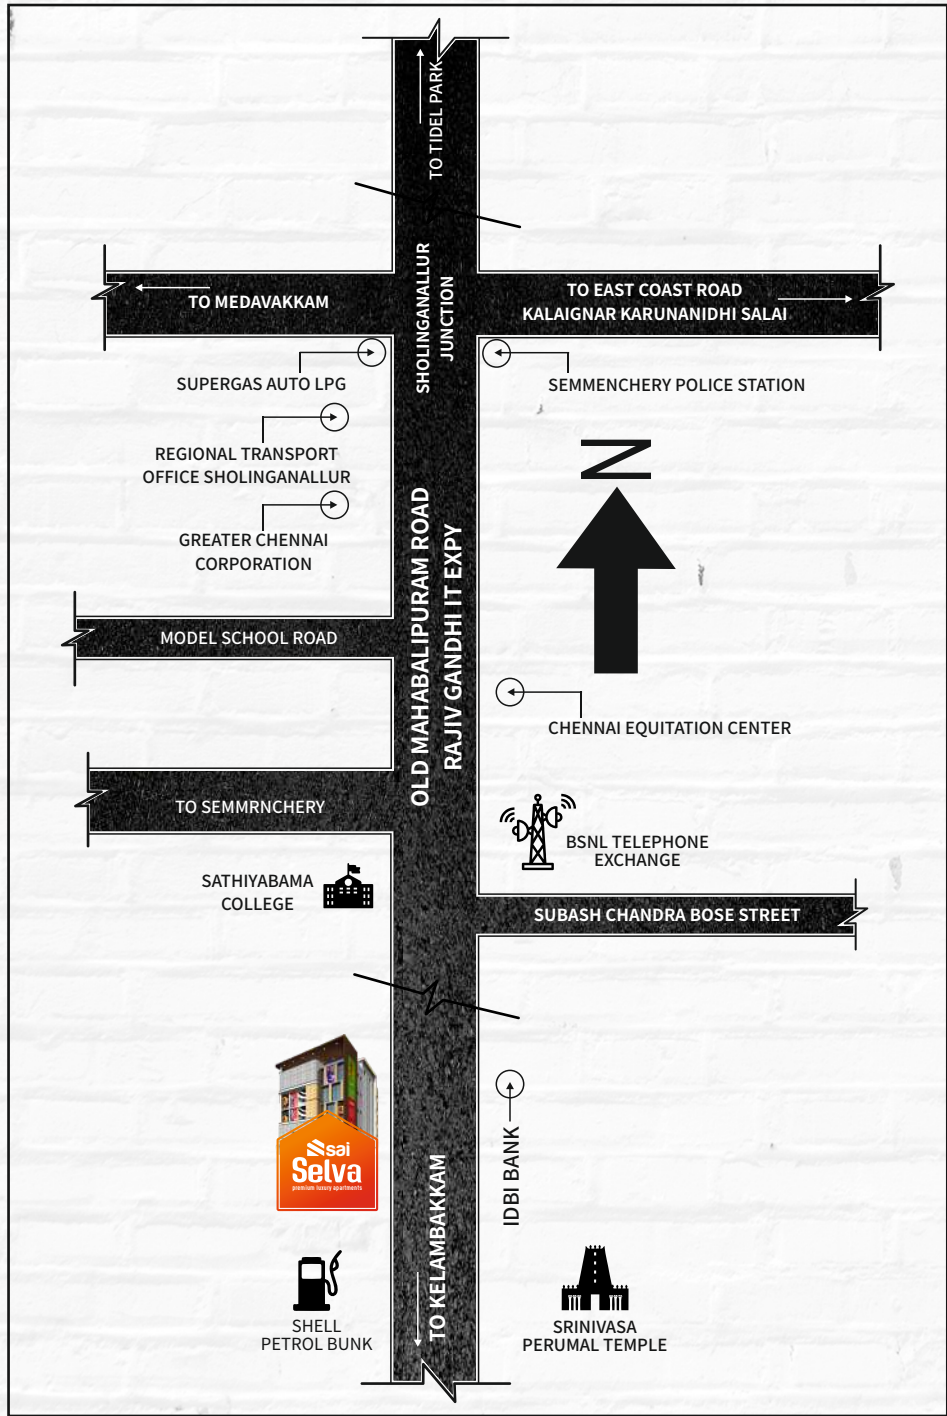 TO TIDEL PARK
SHOLINGANALLUR
JUNCTION
TO MEDAVAKKAM
TO EAST COAST ROAD
KALAIGNAR KARUNANIDHI SALAI
SUPERGAS AUTO LPG
SEMMENCHERY POLICE STATION
REGIONAL TRANSPORT
OFFICE SHOLINGANALLUR
N
GREATER CHENNAI
CORPORATION
OLD MAHABALIPURAM ROAD
RAJIV GANDHI IT EXPY
MODEL SCHOOL ROAD
CHENNAI EQUITATION CENTER
TO SEMMRNCHERY
BSNL TELEPHONE
EXCHANGE
SATHIYABAMA
COLLEGE
SUBASH CHANDRA BOSE STREET
sai
Selva
premium luxury apartments
IDBI BANK
TO KELAMBAKKAM
SHELL
PETROL BUNK
SRINIVASA
PERUMAL TEMPLE